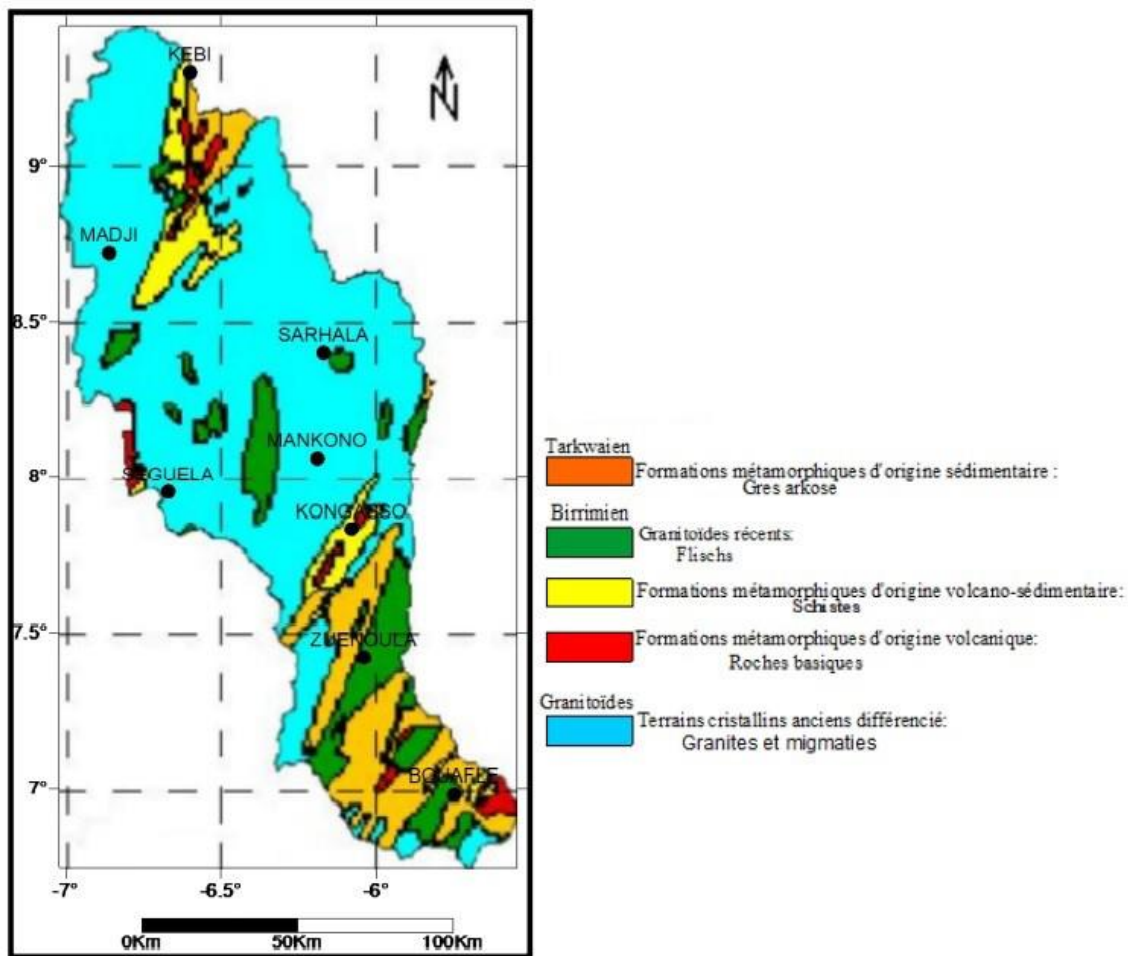 KEBI
N
9°
MADJI
8.5°
SARHALA
MANKONO
8°
SEGUELA
KONGASSO
7.5°
ZUENOULA
7°
BOUAFLE
-7°
-6.5°
-6°
0Km
50Km
100Km
Tarkwaien
Formations métamorphiques d'origine sédimentaire :
Gres arkose
Birrimien
Granitoïdes récents:
Flischs
Formations métamorphiques d'origine volcano-sédimentaire:
Schistes
Formations métamorphiques d'origine volcanique:
Roches basiques
Granitoïdes
Terrains cristallins anciens différencié:
Granites et migmaties